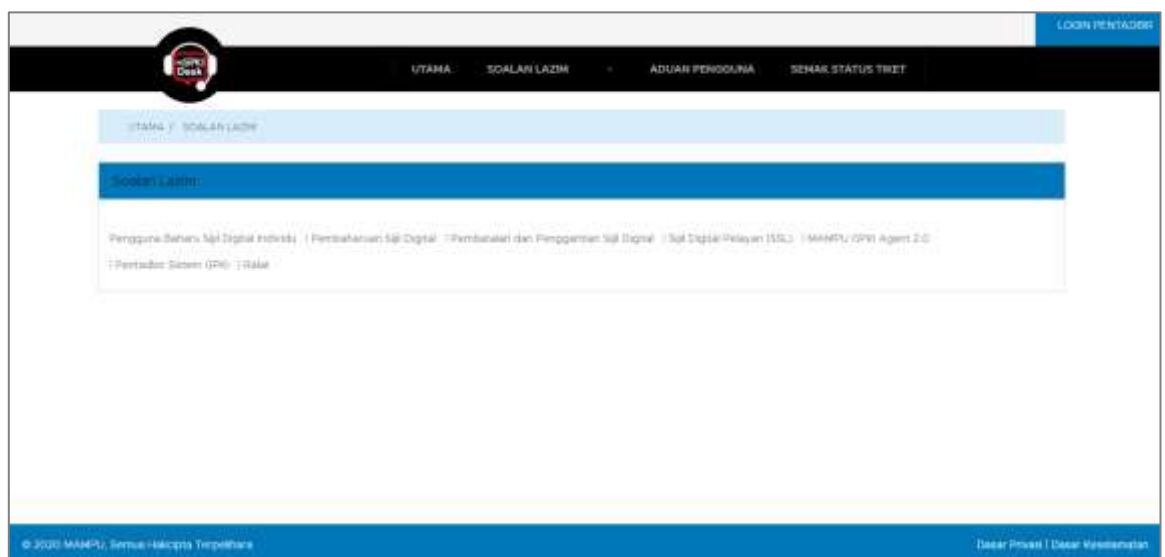 LOGIN PENTADBIR
Desk
UTAMA SOALAN LAZIM ADUAN PENGGUNA SEMAK STATUS TIKET
UTAMA / SOALAN LAZIM
Soalan Lazim
Pengguna Baharu Sijil Digital Individu | Pembaharuan Sijil Digital | Pembatalan dan Penggantian Sijil Digital | Sijil Digital Pelayan (SSL) | MAMPU GPKI Agent 2.0
| Pentadbir Sistem GPKI | Ralat
© 2020 MAMPU, Semua Hakcipta Terpelihara
Dasar Privasi | Dasar Keselamatan